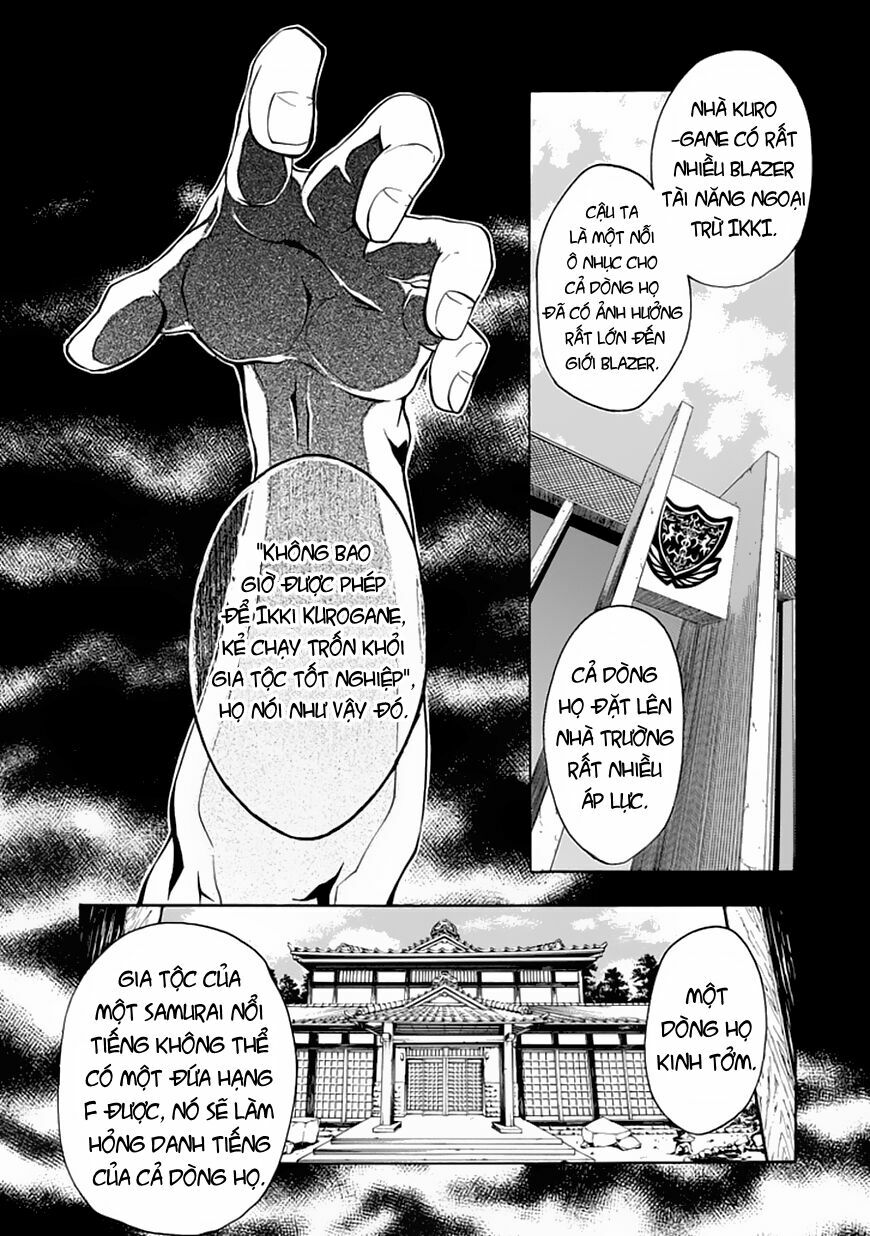 NHÀ KURO
-GANE CÓ RẤT
NHIỀU BLAZER
TÀI NĂNG NGOẠI
TRỪ IKKI.
CẬU TA
LÀ MỘT NỖI
Ô NHỤC CHO
CẢ DÒNG HỌ
ĐÃ CÓ ẢNH HƯỞNG
RẤT LỚN ĐẾN
GIỚI BLAZER.
CẢ DÒNG
HỌ ĐẶT LÊN
NHÀ TRƯỜNG
RẤT NHIỀU
ÁP LỰC.
"KHÔNG BAO
GIỜ ĐƯỢC PHÉP
ĐỂ IKKI KUROGANE,
KẺ CHẠY TRỐN KHỎI
GIA TỘC TỐT NGHIỆP",
HỌ NÓI NHƯ VẬY ĐÓ.
MỘT
DÒNG HỌ
KINH TỞM.
GIA TỘC CỦA
MỘT SAMURAI NỔI
TIẾNG KHÔNG THỂ
CÓ MỘT ĐỨA HẠNG
F ĐƯỢC, NÓ SẼ LÀM
HỎNG DANH TIẾNG
CỦA CẢ DÒNG HỌ.